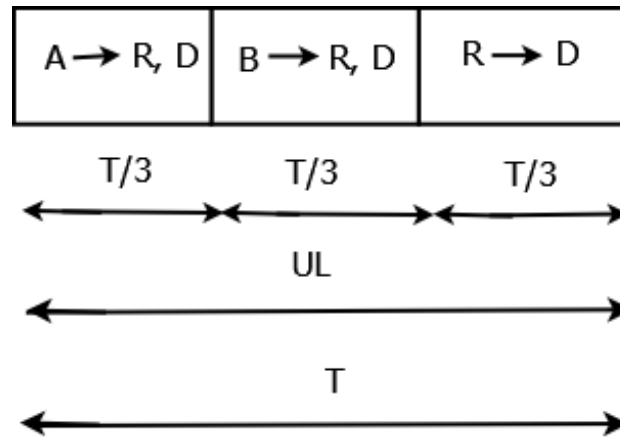 A → R, D B → R, D R → D
T/3 T/3 T/3
UL
T